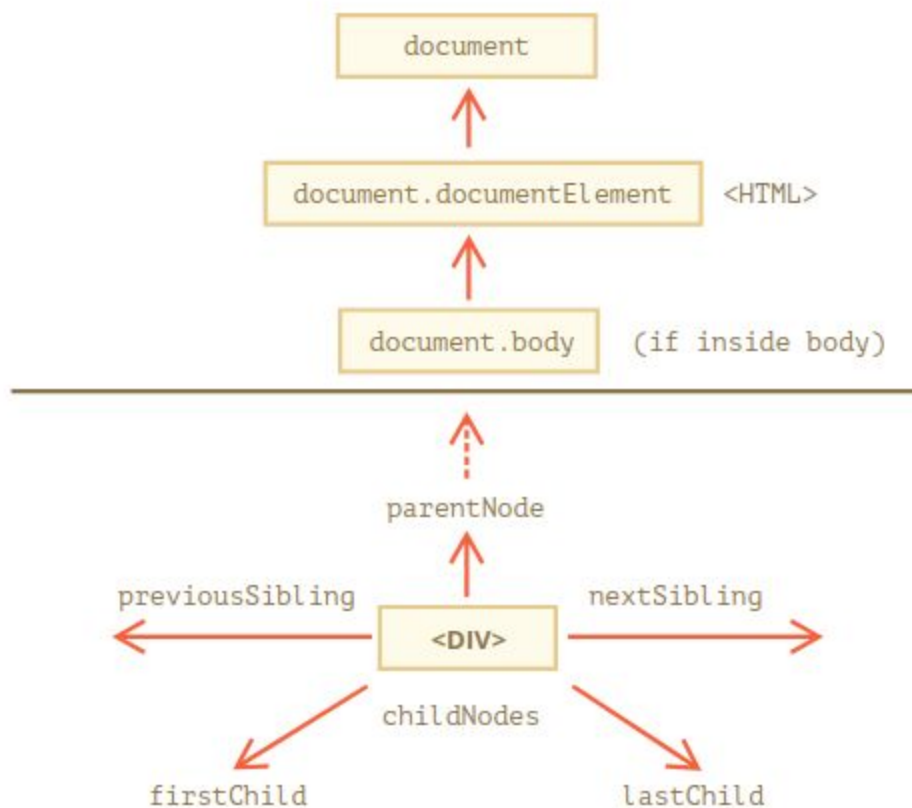 document
document.documentElement <HTML>
document.body (if inside body)
parentNode
previousSibling nextSibling
<DIV>
childNodes
firstChild lastChild